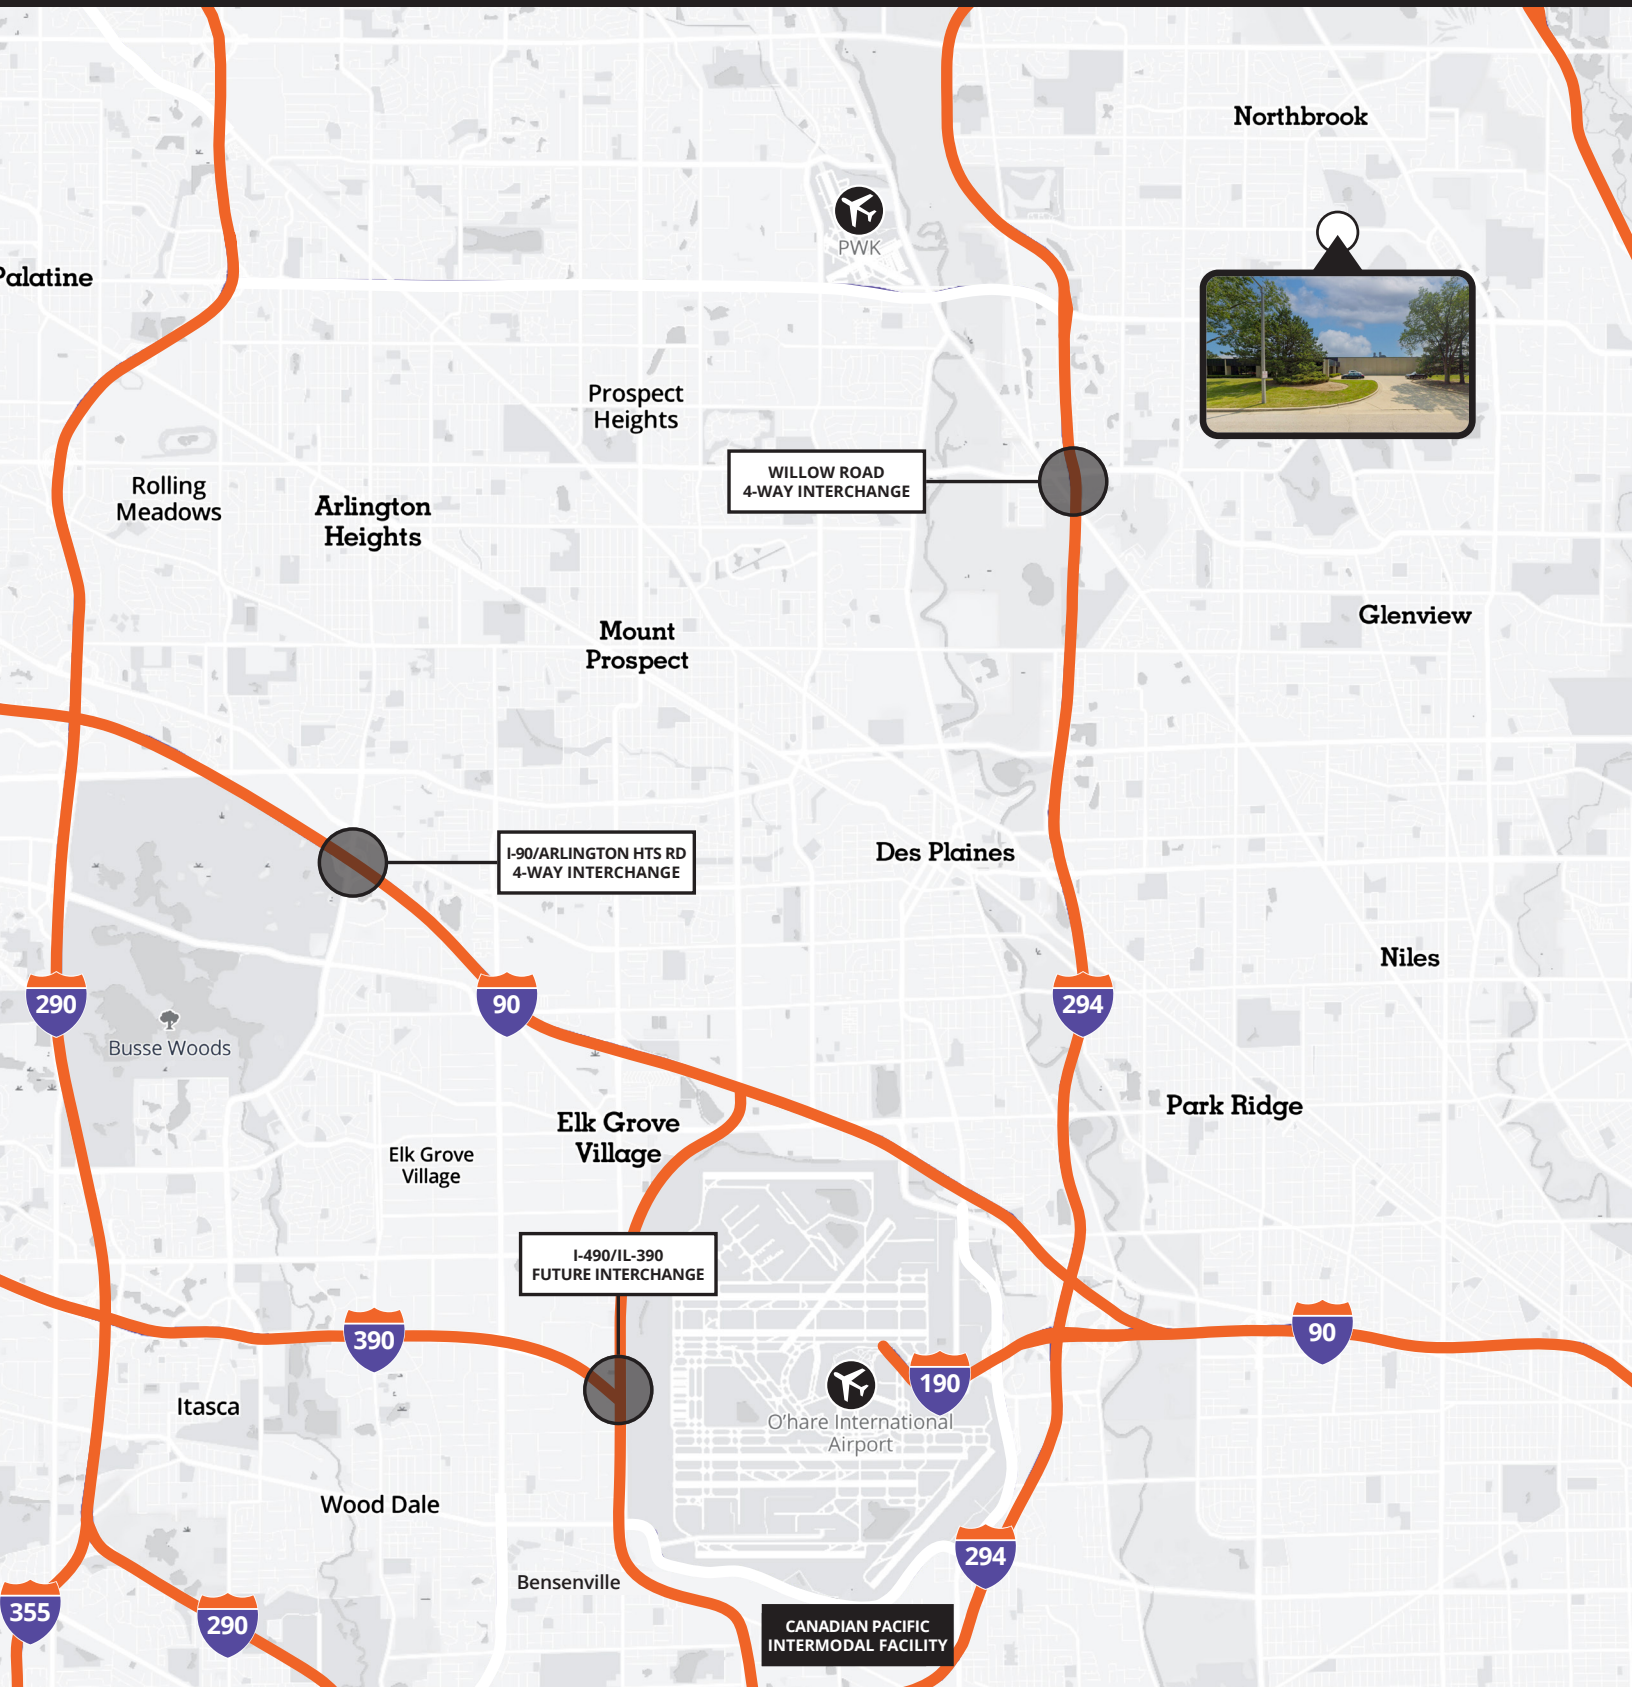 Northbrook
PWK
Palatine
Prospect
Heights
WILLOW ROAD
4-WAY INTERCHANGE
Rolling
Meadows
Arlington
Heights
Glenview
Mount
Prospect
I-90/ARLINGTON HTS RD
4-WAY INTERCHANGE
Des Plaines
Niles
290
90
294
Busse Woods
Park Ridge
Elk Grove
Village
Elk Grove
Village
I-490/IL-390
FUTURE INTERCHANGE
390
90
190
Itasca
O'hare International
Airport
Wood Dale
294
Bensenville
355
290
CANADIAN PACIFIC
INTERMODAL FACILITY